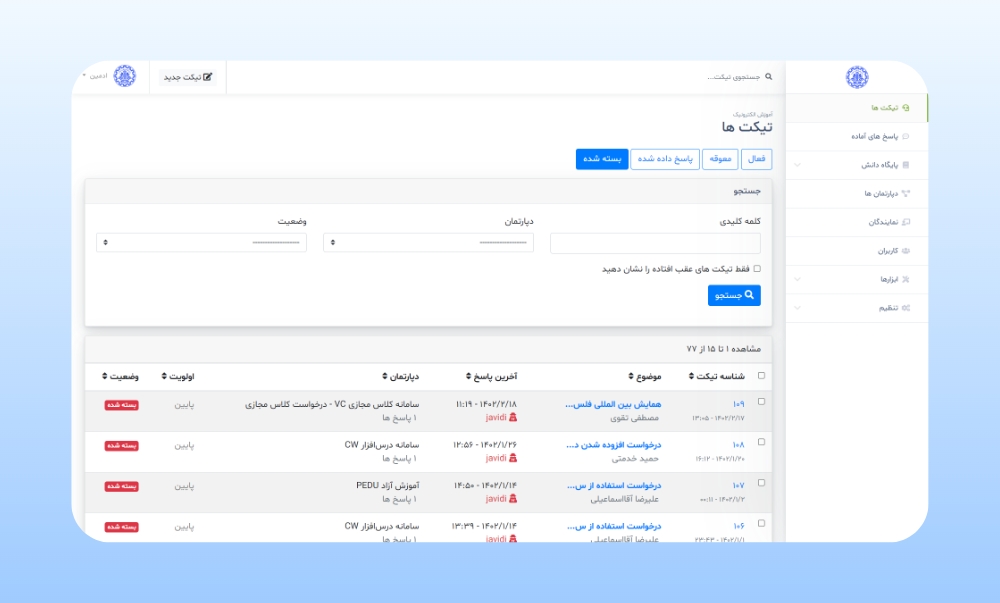 تیکت ها
پاسخ های آماده
پایگاه دانش
دپارتمان ها
نمایندگان
کاربران
ابزارها
تنظیم
جستجوی تیکت...
تیکت جدید
ادمین
آموزش الکترونیک
تیکت ها
فعال
معوقه
پاسخ داده شده
بسته شده
جستجو
کلمه کلیدی دپارتمان وضعیت
-------------------- --------------------
فقط تیکت های عقب افتاده را نشان دهید
جستجو
مشاهده ۱ تا ۱۵ از ۷۷
شناسه تیکت موضوع آخرین پاسخ دپارتمان اولویت وضعیت
۱۰۹ همایش بین المللی فلس... ۱۴۰۲/۲/۱۸ - ۱۱:۱۹ سامانه کلاس مجازی VC - درخواست کلاس مجازی پایین بسته شده
۱۴۰۲/۲/۱۷ - ۱۳:۰۵ مصطفی تقوی javidi ۱ پاسخ ها
۱۰۸ درخواست افزوده شدن د... ۱۴۰۲/۱/۲۶ - ۱۲:۵۶ سامانه درس‌افزار CW پایین بسته شده
۱۴۰۲/۱/۲۰ - ۱۶:۱۲ حمید خدمتی javidi ۱ پاسخ ها
۱۰۷ درخواست استفاده از س... ۱۴۰۲/۱/۱۴ - ۱۴:۵۰ آموزش آزاد PEDU پایین بسته شده
۱۴۰۲/۱/۲ - ۰۰:۱۱ علیرضا آقااسماعیلی javidi ۱ پاسخ ها
۱۰۶ درخواست استفاده از س... ۱۴۰۲/۱/۱۴ - ۱۳:۳۹ سامانه درس‌افزار CW پایین بسته شده
۱۴۰۲/۱/۱ - ۲۳:۴۳ علیرضا آقااسماعیلی javidi ۱ پاسخ ها